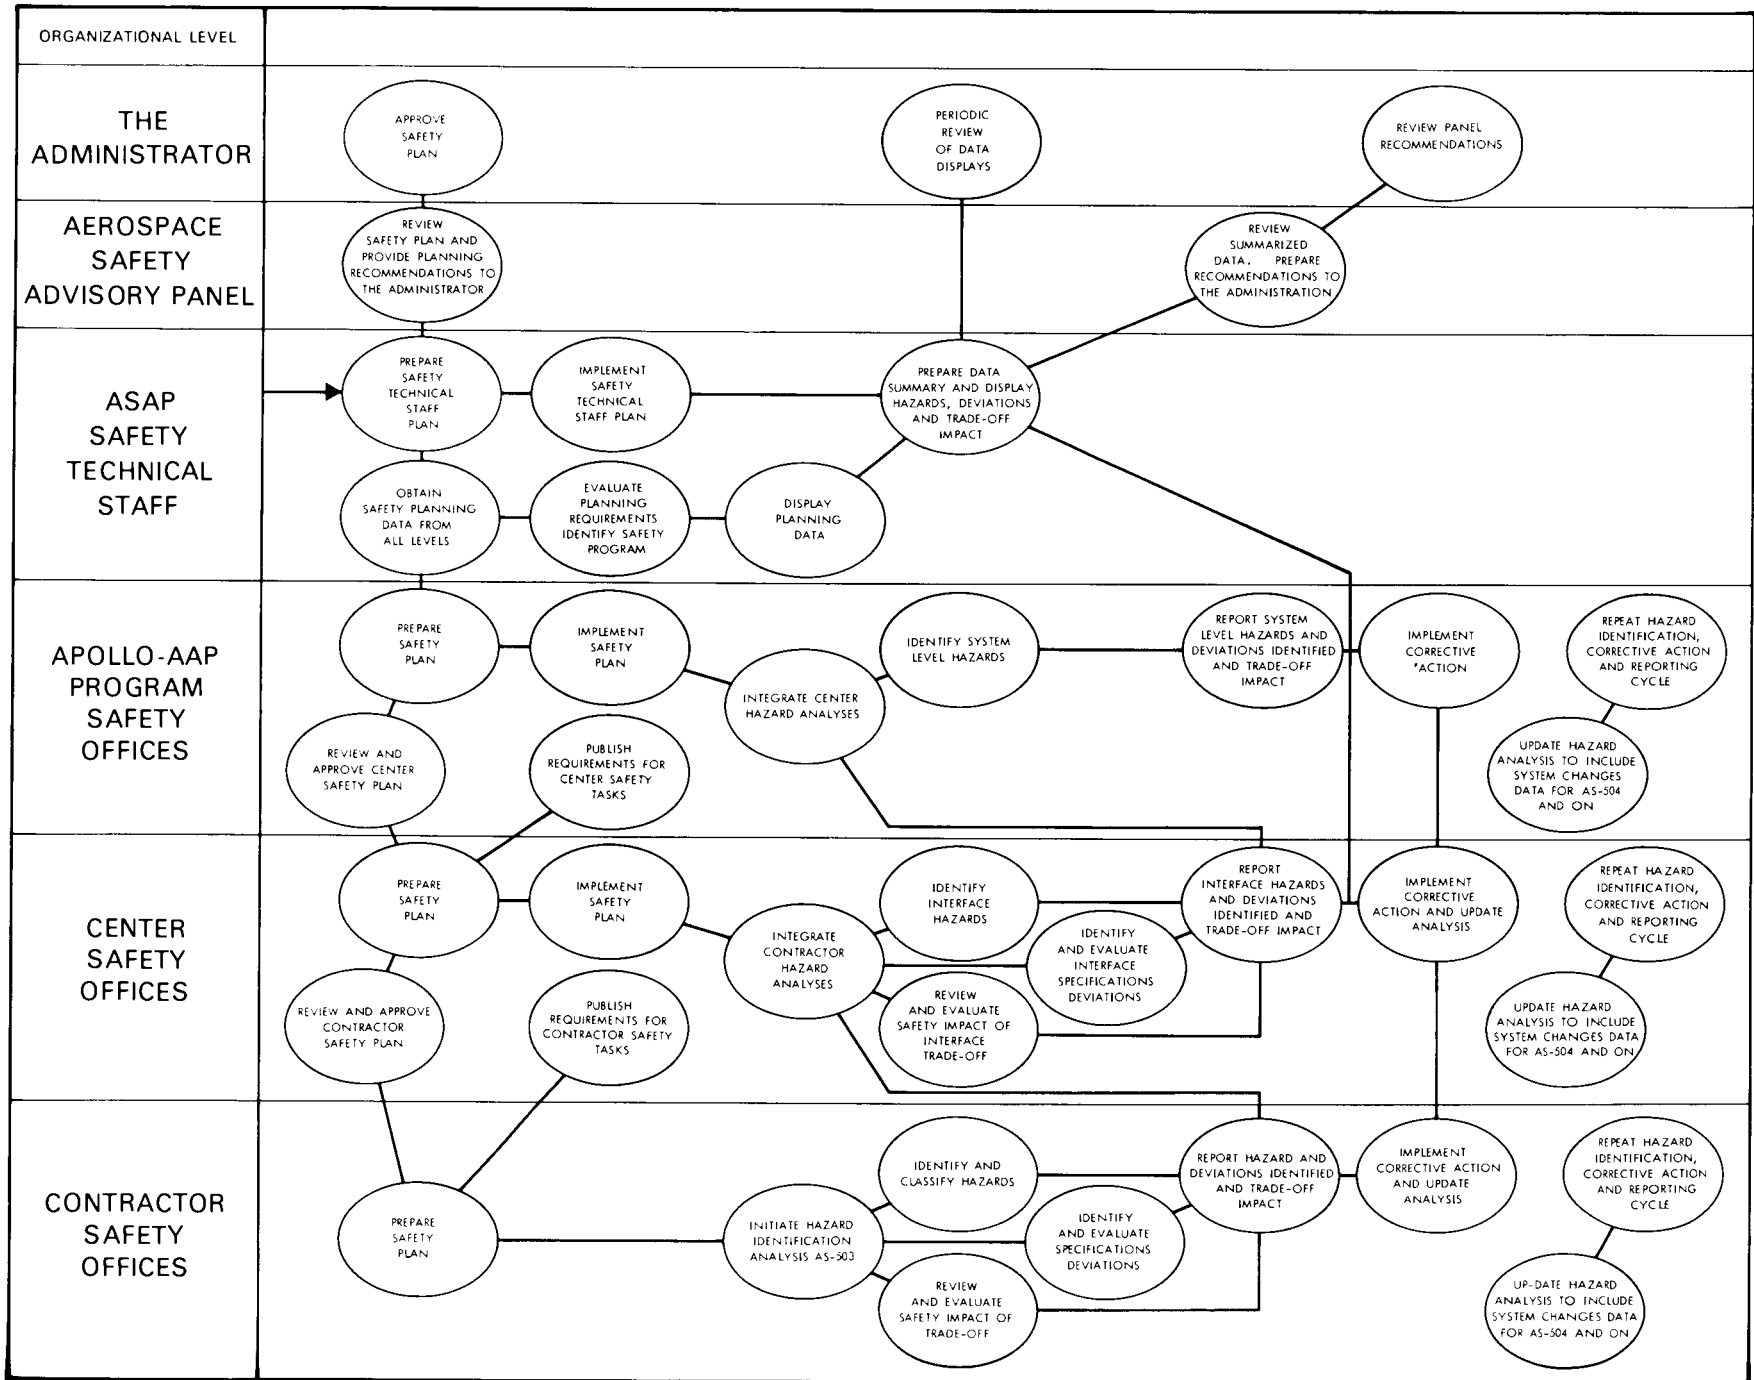 ORGANIZATIONAL LEVEL
THE
ADMINISTRATOR
APPROVE
SAFETY
PLAN
PERIODIC
REVIEW
OF DATA
DISPLAYS
REVIEW PANEL
RECOMMENDATIONS
AEROSPACE
SAFETY
ADVISORY PANEL
REVIEW
SAFETY PLAN AND
PROVIDE PLANNING
RECOMMENDATIONS TO
THE ADMINISTRATOR
REVIEW
SUMMARIZED
DATA. PREPARE
RECOMMENDATIONS TO
THE ADMINISTRATION
ASAP
SAFETY
TECHNICAL
STAFF
PREPARE
SAFETY
TECHNICAL
STAFF
PLAN
IMPLEMENT
SAFETY
TECHNICAL
STAFF PLAN
PREPARE DATA
SUMMARY AND DISPLAY
HAZARDS, DEVIATIONS
AND TRADE-OFF
IMPACT
OBTAIN
SAFETY PLANNING
DATA FROM
ALL LEVELS
EVALUATE
PLANNING
REQUIREMENTS
IDENTIFY SAFETY
PROGRAM
DISPLAY
PLANNING
DATA
APOLLO-AAP
PROGRAM
SAFETY
OFFICES
PREPARE
SAFETY
PLAN
IMPLEMENT
SAFETY
PLAN
INTEGRATE CENTER
HAZARD ANALYSES
IDENTIFY SYSTEM
LEVEL HAZARDS
REPORT SYSTEM
LEVEL HAZARDS AND
DEVIATIONS IDENTIFIED
AND TRADE-OFF
IMPACT
IMPLEMENT
CORRECTIVE
ACTION
REPEAT HAZARD
IDENTIFICATION,
CORRECTIVE ACTION
AND REPORTING
CYCLE
REVIEW AND
APPROVE CENTER
SAFETY PLAN
PUBLISH
REQUIREMENTS FOR
CENTER SAFETY
TASKS
UPDATE HAZARD
ANALYSIS TO INCLUDE
SYSTEM CHANGES
DATA FOR AS-504
AND ON
CENTER
SAFETY
OFFICES
PREPARE
SAFETY
PLAN
IMPLEMENT
SAFETY
PLAN
INTEGRATE
CONTRACTOR
HAZARD
ANALYSES
IDENTIFY
INTERFACE
HAZARDS
IDENTIFY
AND EVALUATE
INTERFACE
SPECIFICATIONS
DEVIATIONS
REVIEW
AND EVALUATE
SAFETY IMPACT OF
INTERFACE
TRADE-OFF
REPORT
INTERFACE HAZARDS
AND DEVIATIONS
IDENTIFIED AND
TRADE-OFF IMPACT
IMPLEMENT
CORRECTIVE
ACTION AND UPDATE
ANALYSIS
REPEAT HAZARD
IDENTIFICATION,
CORRECTIVE ACTION
AND REPORTING
CYCLE
REVIEW AND APPROVE
CONTRACTOR
SAFETY PLAN
PUBLISH
REQUIREMENTS FOR
CONTRACTOR SAFETY
TASKS
UPDATE HAZARD
ANALYSIS TO INCLUDE
SYSTEM CHANGES DATA
FOR AS-504 AND ON
CONTRACTOR
SAFETY
OFFICES
PREPARE
SAFETY
PLAN
INITIATE HAZARD
IDENTIFICATION
ANALYSIS AS-503
IDENTIFY AND
CLASSIFY HAZARDS
IDENTIFY
AND EVALUATE
SPECIFICATIONS
DEVIATIONS
REVIEW
AND EVALUATE
SAFETY IMPACT OF
TRADE-OFF
REPORT HAZARD AND
DEVIATIONS IDENTIFIED
AND TRADE-OFF
IMPACT
IMPLEMENT
CORRECTIVE ACTION
AND UPDATE
ANALYSIS
REPEAT HAZARD
IDENTIFICATION,
CORRECTIVE ACTION
AND REPORTING
CYCLE
UP-DATE HAZARD
ANALYSIS TO INCLUDE
SYSTEM CHANGES DATA
FOR AS-504 AND ON